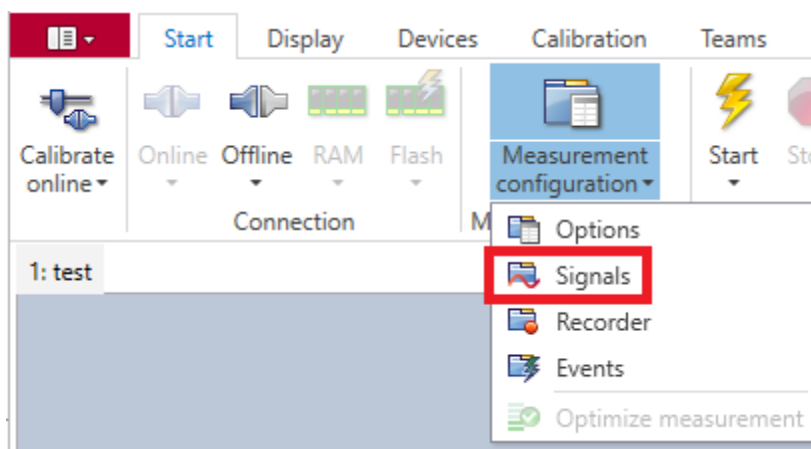 Start Display Devices Calibration Teams
Calibrate online
Online
Offline
RAM
Flash
Measurement configuration
Start
Connection
1: test
Options
Signals
Recorder
Events
Optimize measurement